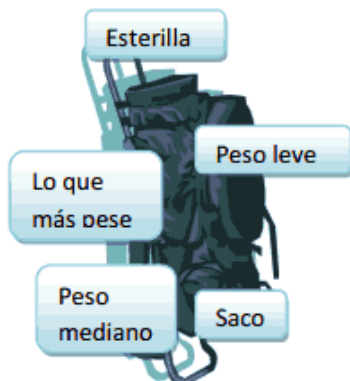 Esterilla
Peso leve
Lo que
más pese
Peso
mediano
Saco